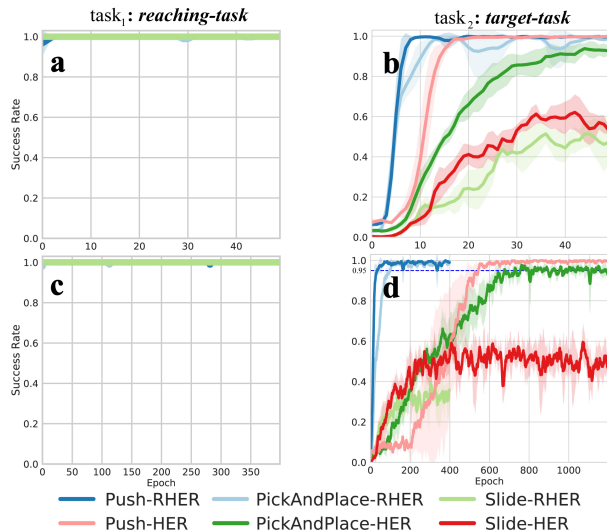 task1: reaching-task
task2: target-task
a
b
Success Rate
1.0
0.8
0.6
0.4
0.2
0.0
0 10 20 30 40
1.0
0.8
0.6
0.4
0.2
0.0
0 10 20 30 40
c
d
Success Rate
1.0
0.8
0.6
0.4
0.2
0.0
0 50 100 150 200 250 300 350
Epoch
1.0
0.95
0.8
0.6
0.4
0.2
0.0
0 200 400 600 800 1000
Epoch
Push-RHER PickAndPlace-RHER Slide-RHER
Push-HER PickAndPlace-HER Slide-HER